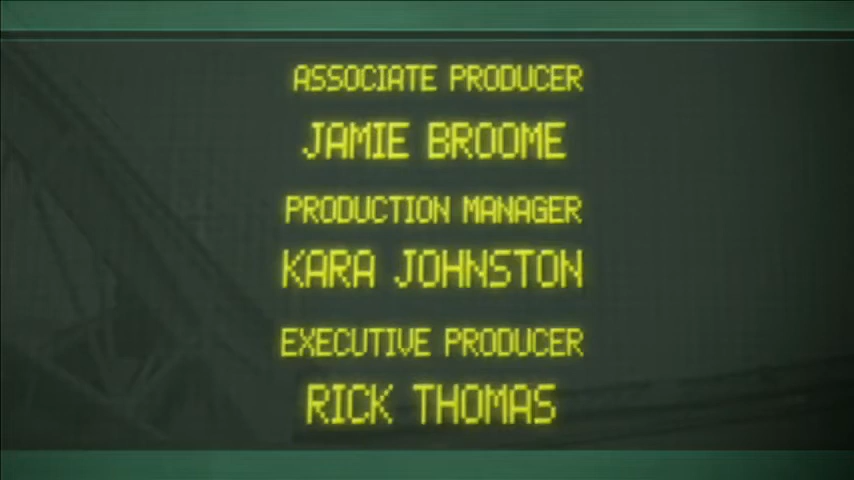 ASSOCIATE PRODUCER
JAMIE BROOME
PRODUCTION MANAGER
KARA JOHNSTON
EXECUTIVE PRODUCER
RICK THOMAS